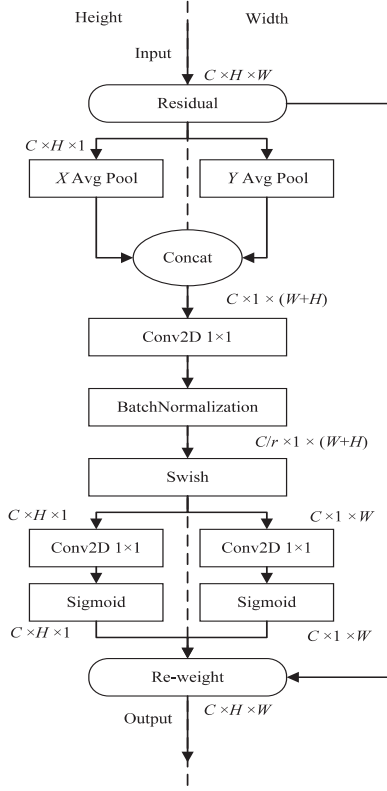 Height
Width
Input
C×H×W
Residual
C×H×1
X Avg Pool
Y Avg Pool
Concat
C×1×(W+H)
Conv2D 1×1
BatchNormalization
C/r×1×(W+H)
Swish
C×H×1
C×1×W
Conv2D 1×1
Conv2D 1×1
Sigmoid
Sigmoid
C×H×1
C×1×W
Re-weight
C×H×W
Output